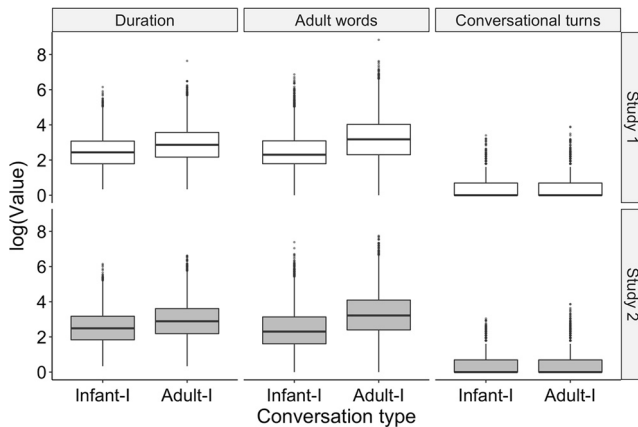 Duration Adult words Conversational turns
8
6
4
2
0
Study 1
log(Value)
8
6
4
2
0
Study 2
Infant-I Adult-I Infant-I Adult-I Infant-I Adult-I
Conversation type